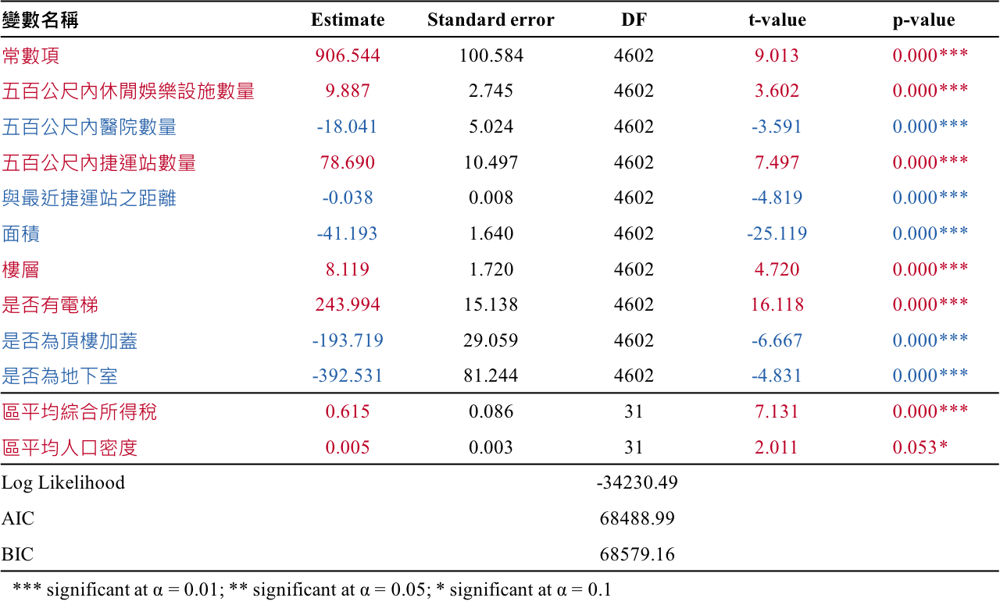 變數名稱 Estimate Standard error DF t-value p-value
常數項 906.544 100.584 4602 9.013 0.000***
五百公尺內休閒娛樂設施數量 9.887 2.745 4602 3.602 0.000***
五百公尺內醫院數量 -18.041 5.024 4602 -3.591 0.000***
五百公尺內捷運站數量 78.690 10.497 4602 7.497 0.000***
與最近捷運站之距離 -0.038 0.008 4602 -4.819 0.000***
面積 -41.193 1.640 4602 -25.119 0.000***
樓層 8.119 1.720 4602 4.720 0.000***
是否有電梯 243.994 15.138 4602 16.118 0.000***
是否為頂樓加蓋 -193.719 29.059 4602 -6.667 0.000***
是否為地下室 -392.531 81.244 4602 -4.831 0.000***
區平均綜合所得稅 0.615 0.086 31 7.131 0.000***
區平均人口密度 0.005 0.003 31 2.011 0.053*
Log Likelihood -34230.49
AIC 68488.99
BIC 68579.16
*** significant at α = 0.01; ** significant at α = 0.05; * significant at α = 0.1